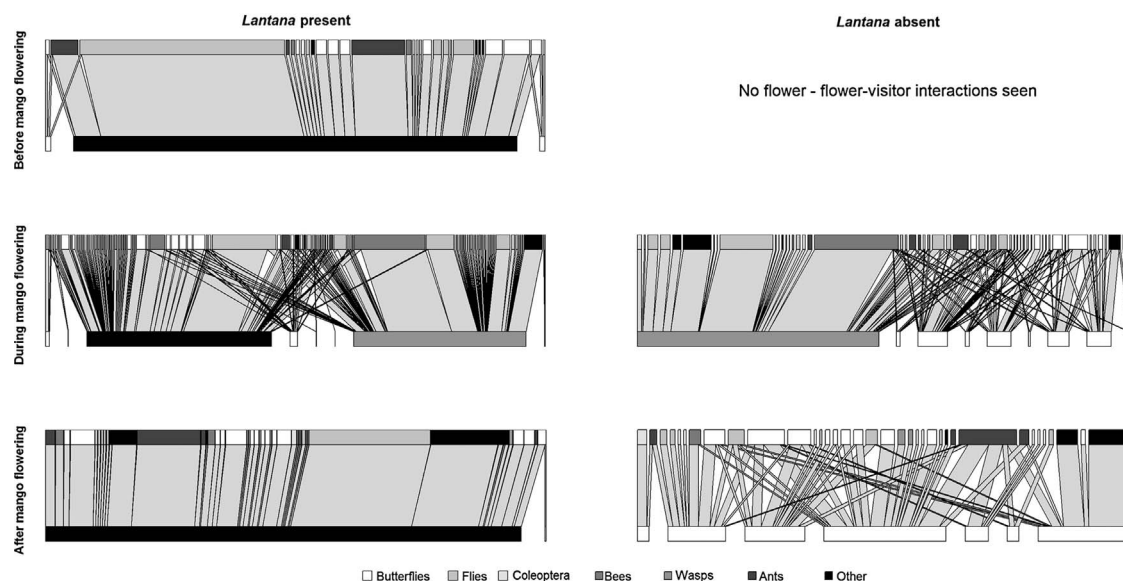 Lantana present
Lantana absent
Before mango flowering
No flower - flower-visitor interactions seen
During mango flowering
After mango flowering
Butterflies Flies Coleoptera Bees Wasps Ants Other